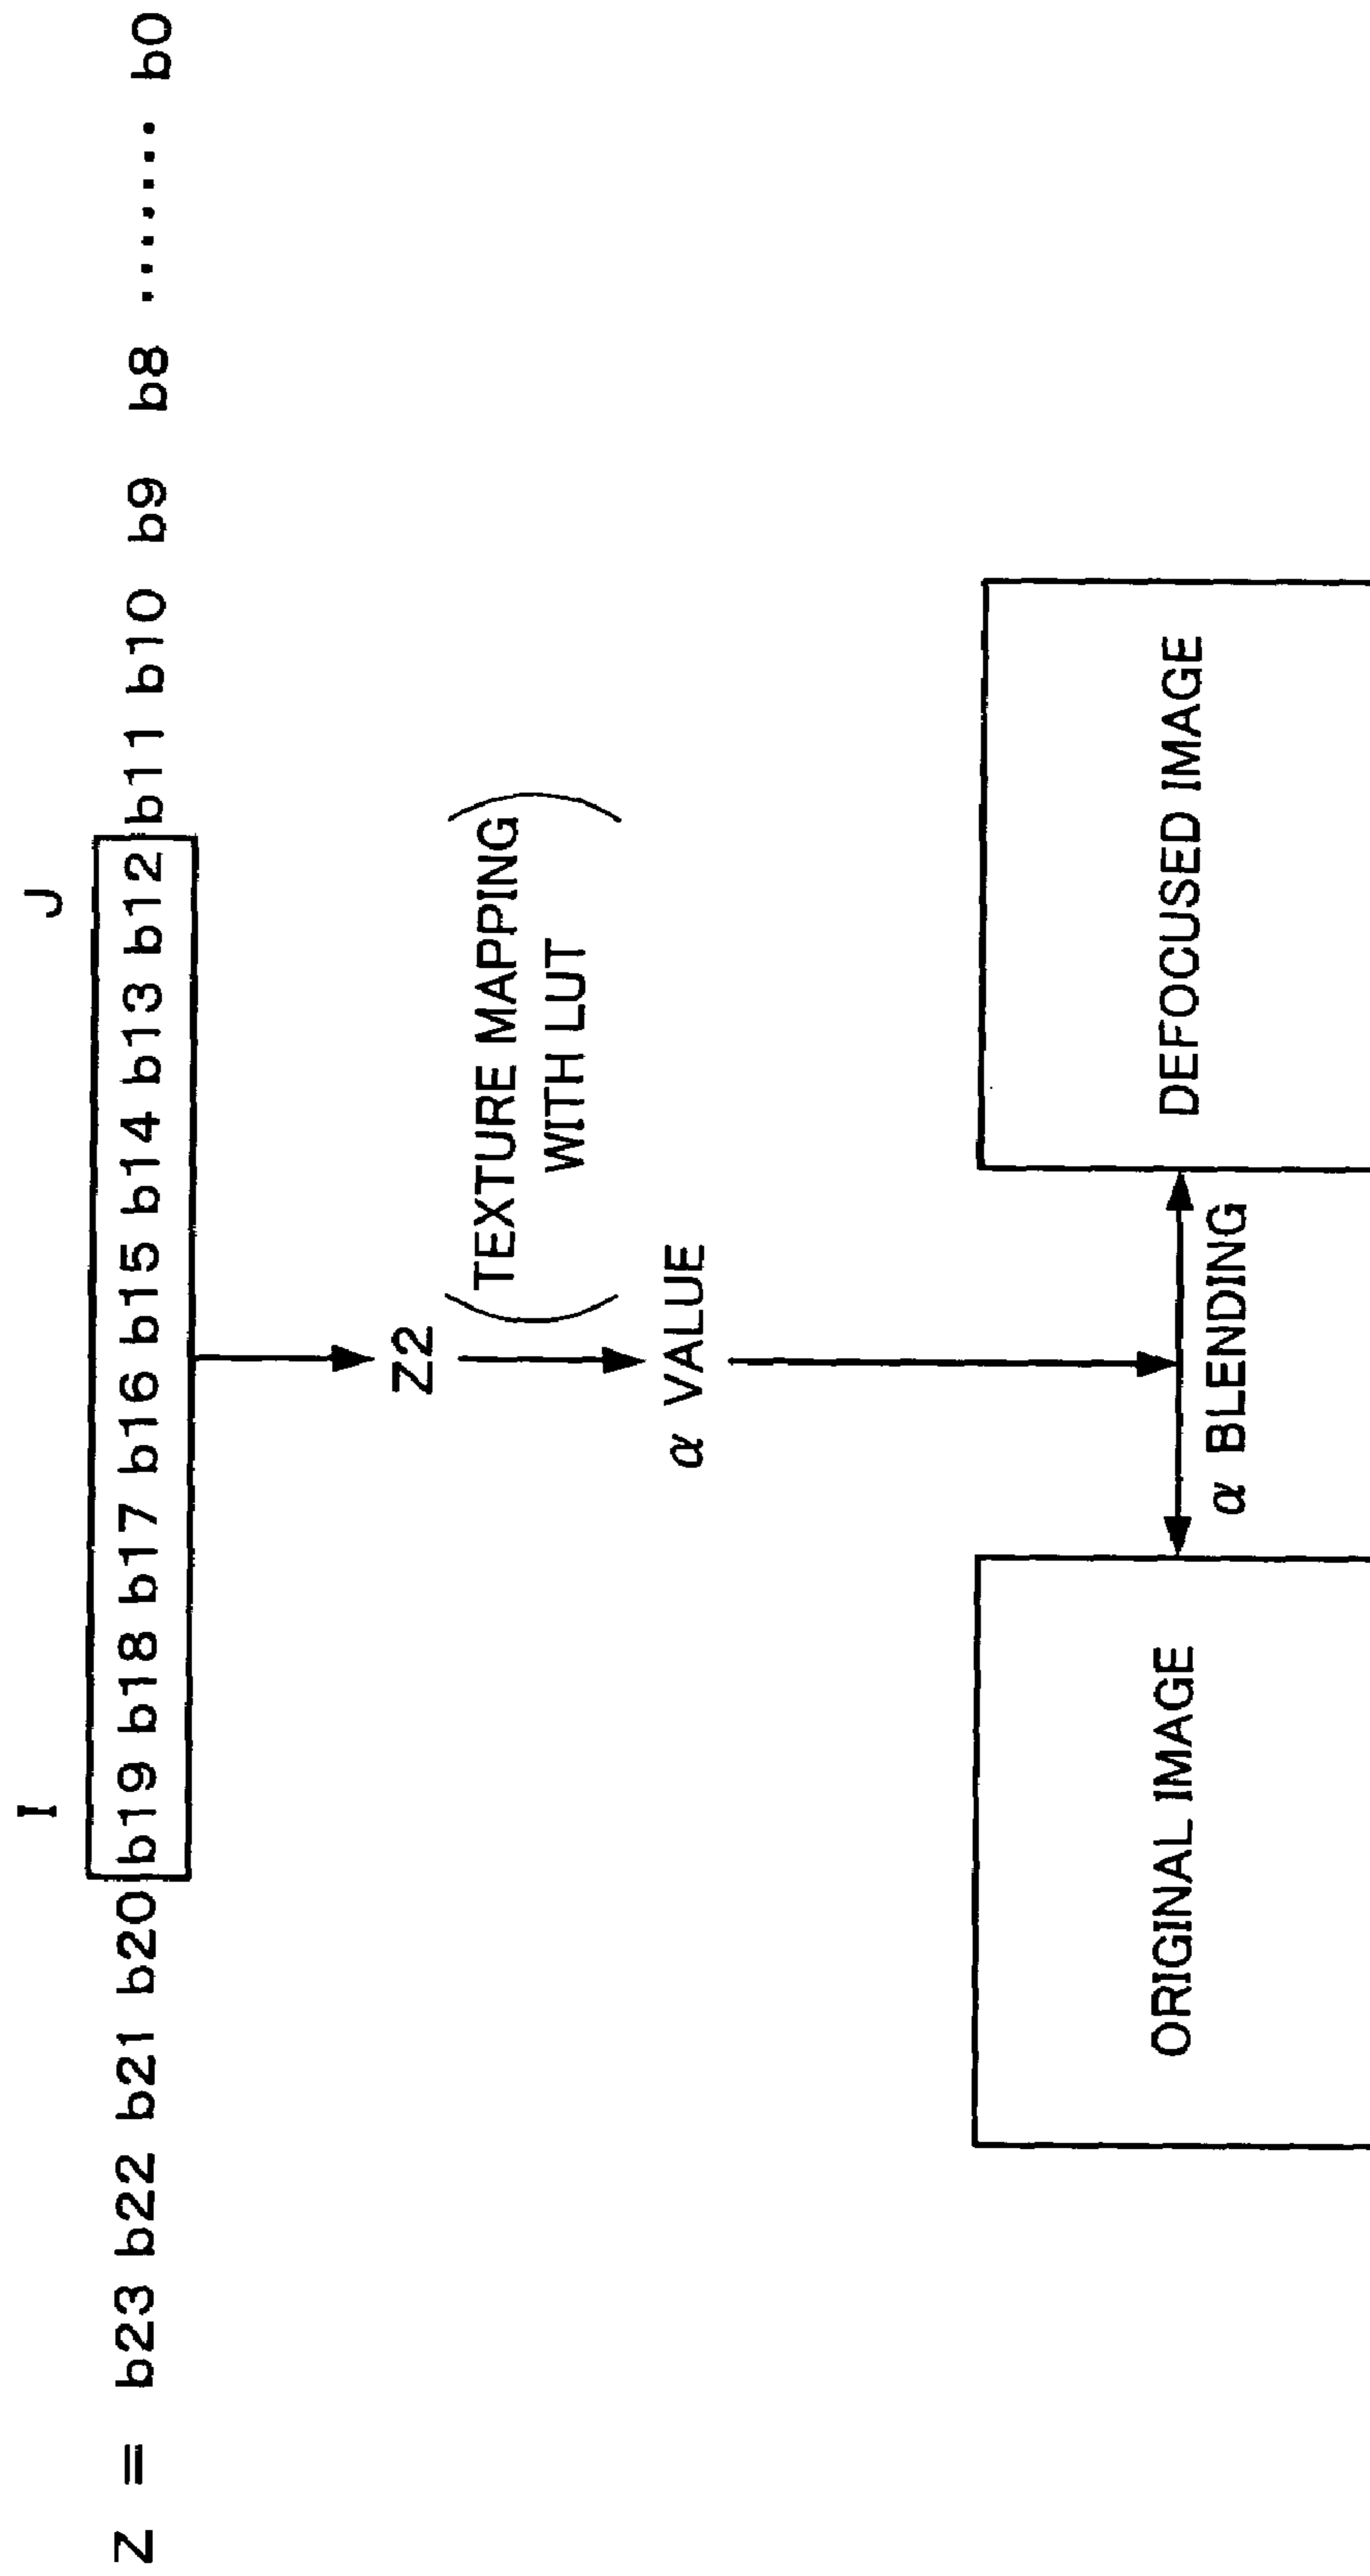 I J
Z = b23 b22 b21 b20 b19 b18 b17 b16 b15 b14 b13 b12 b11 b10 b9 b8 ······· b0
Z2
(TEXTURE MAPPING
WITH LUT)
α VALUE
ORIGINAL IMAGE
α BLENDING
DEFOCUSED IMAGE